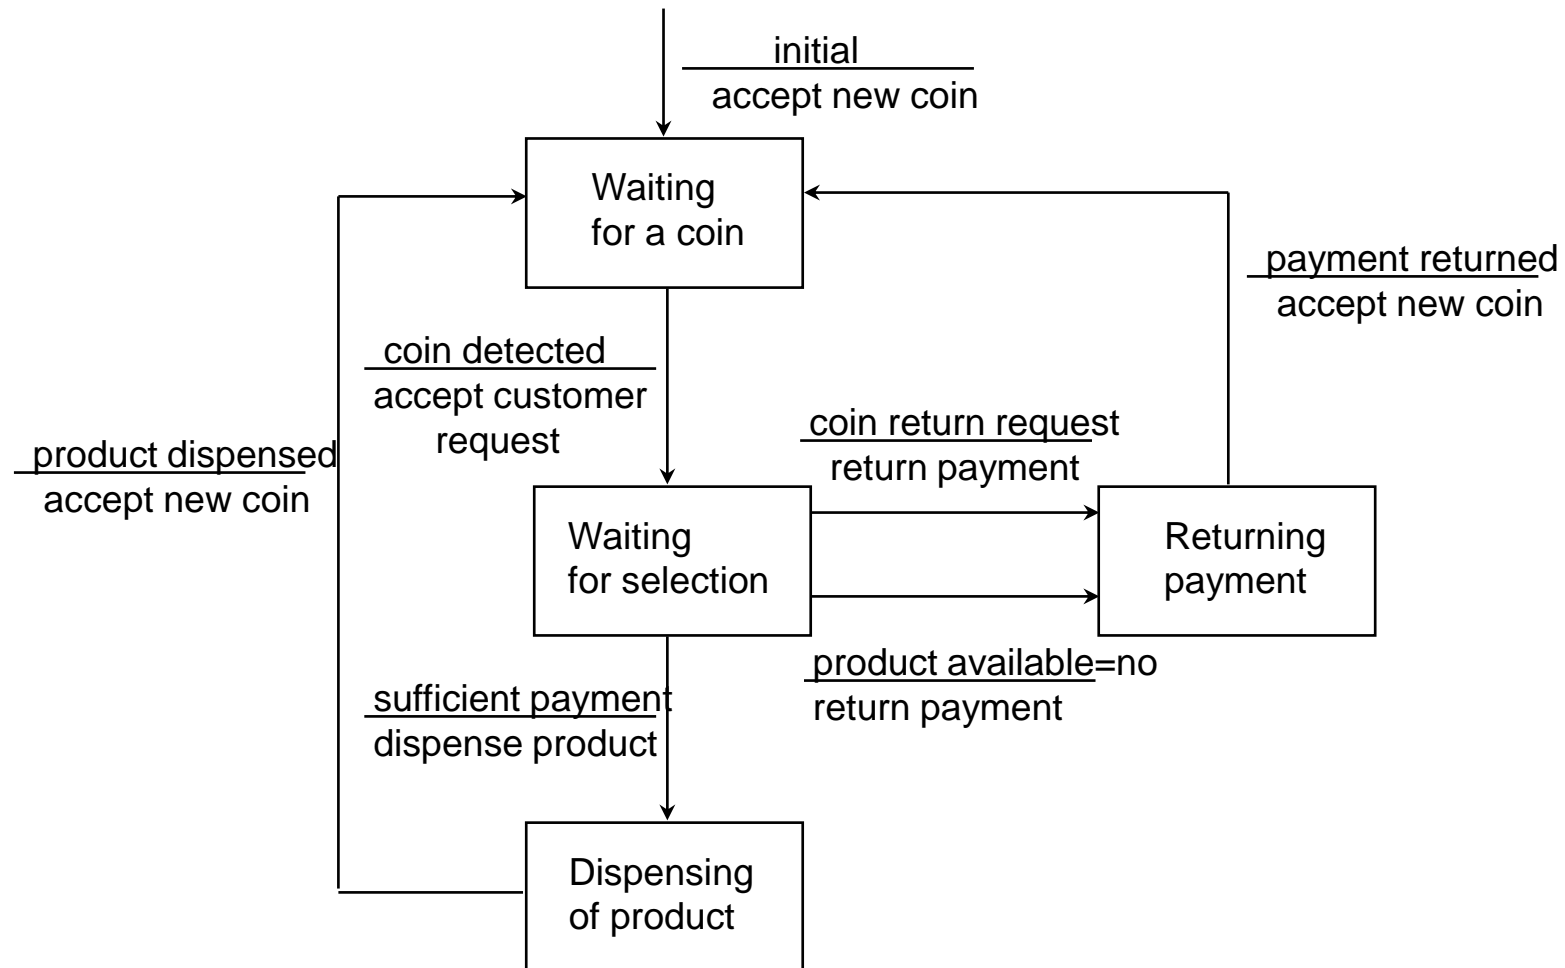 initial
accept new coin
Waiting
for a coin
payment returned
accept new coin
coin detected
accept customer
request
product dispensed
accept new coin
coin return request
return payment
Waiting
for selection
Returning
payment
product available=no
return payment
sufficient payment
dispense product
Dispensing
of product